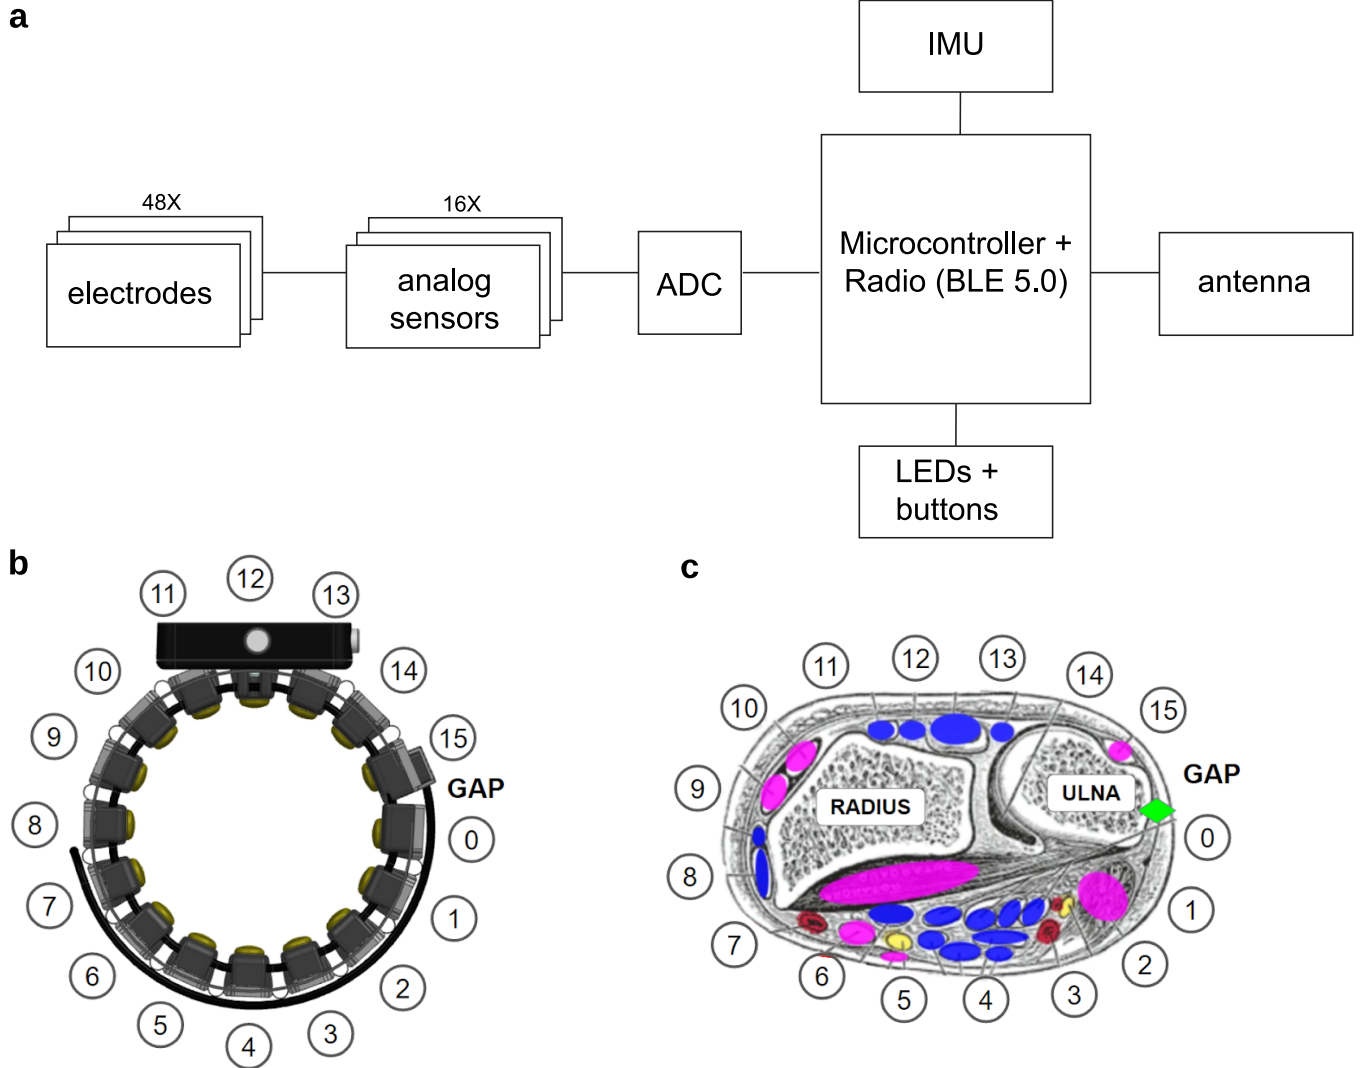 a
IMU
48X
16X
electrodes
analog
sensors
ADC
Microcontroller +
Radio (BLE 5.0)
antenna
LEDs +
buttons
b
11
12
13
10
14
9
15
GAP
8
0
7
1
6
2
5
3
4
c
11
12
13
14
10
15
9
GAP
RADIUS
ULNA
0
8
1
7
2
6
3
5
4